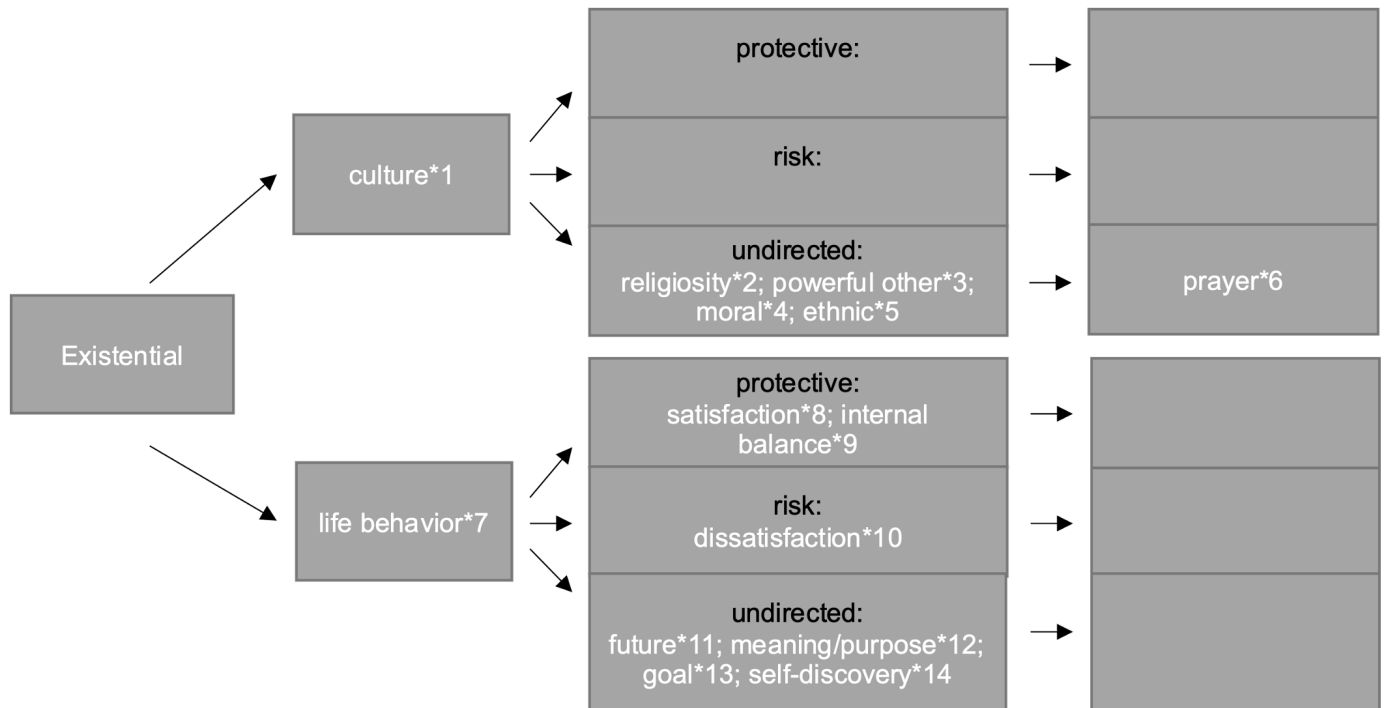 Existential
culture*1
protective:
risk:
undirected:
religiosity*2; powerful other*3;
moral*4; ethnic*5
prayer*6
life behavior*7
protective:
satisfaction*8; internal
balance*9
risk:
dissatisfaction*10
undirected:
future*11; meaning/purpose*12;
goal*13; self-discovery*14